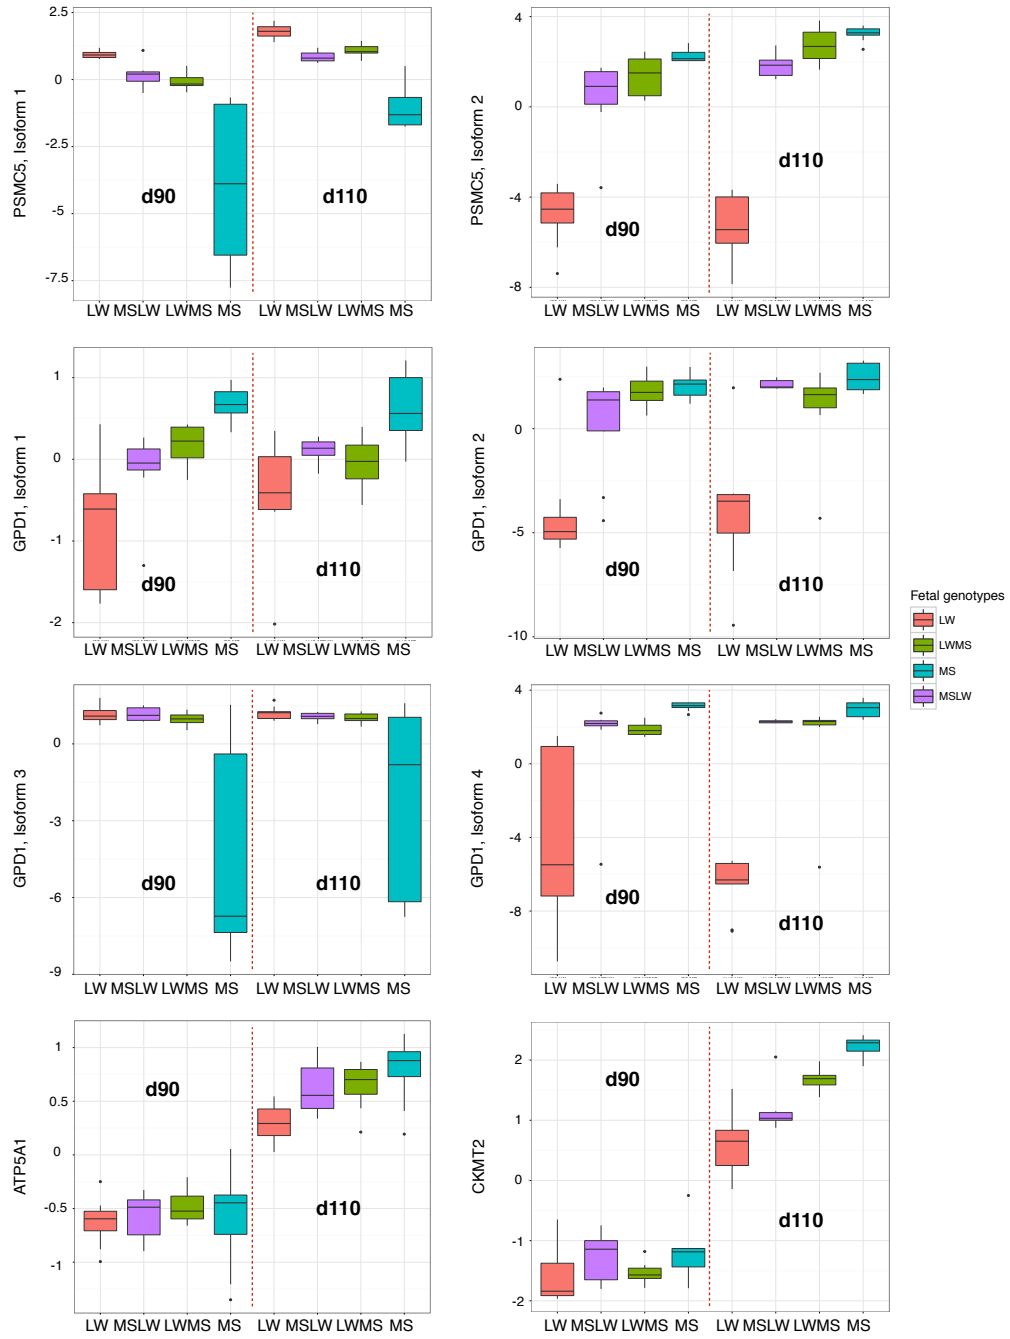 PSMC5, Isoform 1
2.5
0
-2.5
-5
-7.5
d90
d110
LW MSLW LWMS MS LW MSLW LWMS MS
PSMC5, Isoform 2
4
0
-4
-8
d90
d110
LW MSLW LWMS MS LW MSLW LWMS MS
GPD1, Isoform 1
1
0
-1
-2
d90
d110
LW MSLW LWMS MS LW MSLW LWMS MS
GPD1, Isoform 2
0
-5
-10
d90
d110
LW MSLW LWMS MS LW MSLW LWMS MS
Fetal genotypes
LW
LWMS
MS
MSLW
GPD1, Isoform 3
0
-3
-6
-9
d90
d110
LW MSLW LWMS MS LW MSLW LWMS MS
GPD1, Isoform 4
4
0
-4
-8
d90
d110
LW MSLW LWMS MS LW MSLW LWMS MS
ATP5A1
1
0.5
0
-0.5
-1
d90
d110
LW MSLW LWMS MS LW MSLW LWMS MS
CKMT2
2
1
0
-1
-2
d90
d110
LW MSLW LWMS MS LW MSLW LWMS MS